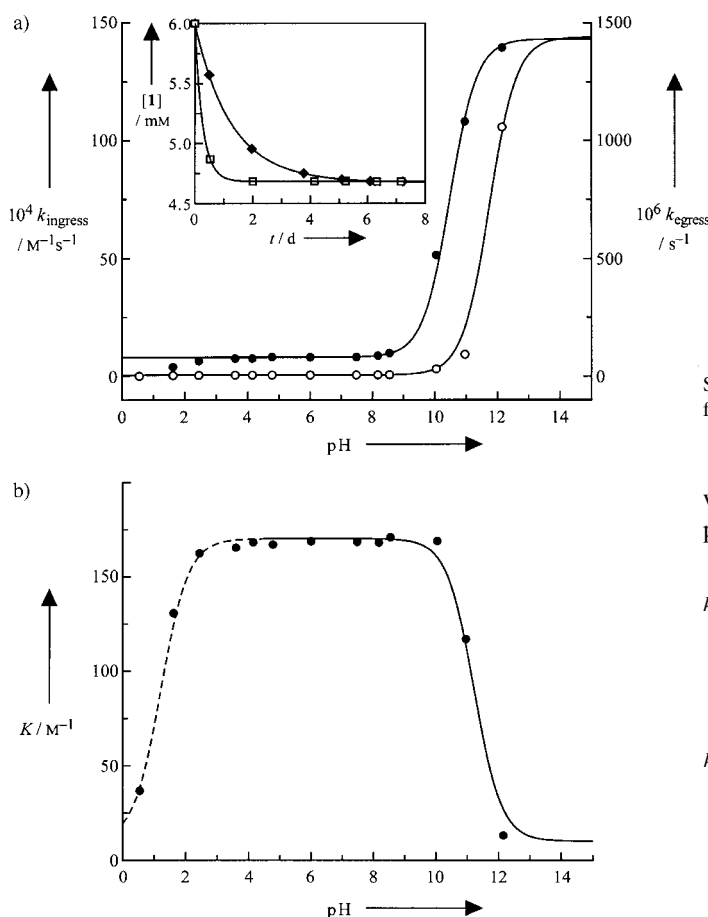 a)
150
100
50
0
10⁴ k_ingress
/ M⁻¹s⁻¹
6.0
5.5
5.0
4.5
[1]
/ mM
0 2 4 6 8
t / d
1500
1000
500
0
10⁶ k_egress
/ s⁻¹
0 2 4 6 8 10 12 14
pH
b)
150
100
50
0
K / M⁻¹
0 2 4 6 8 10 12 14
pH